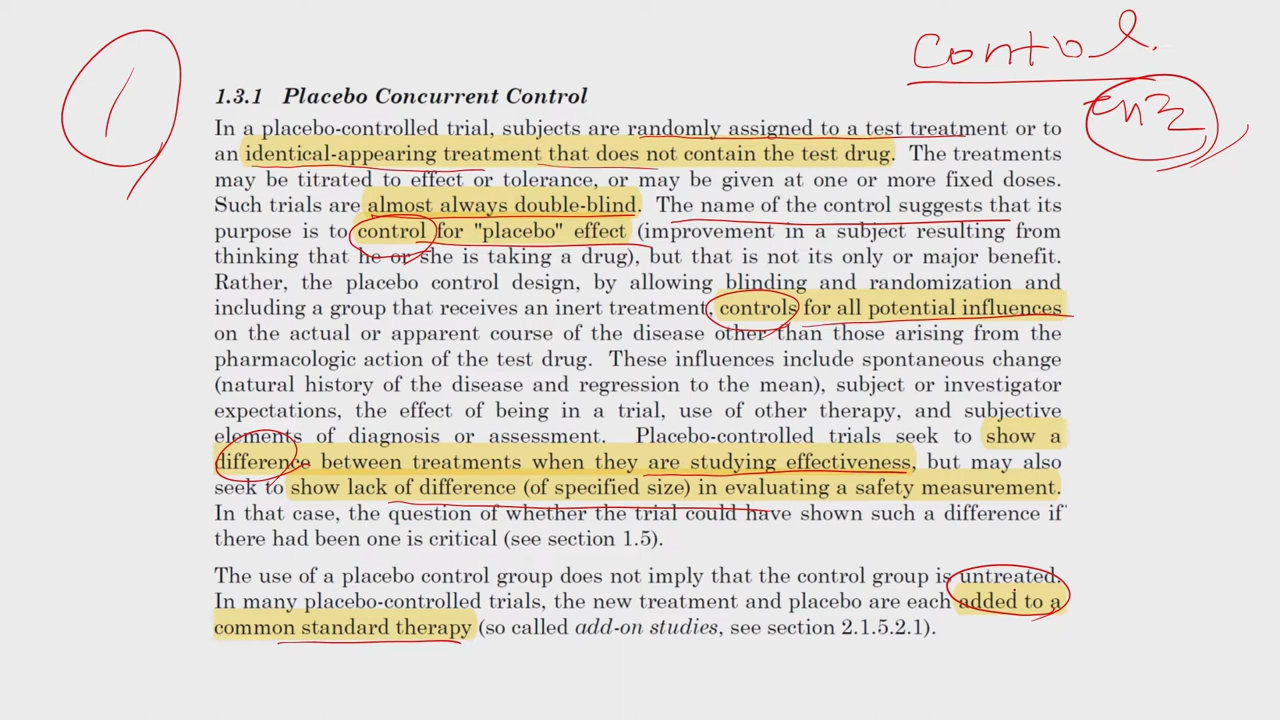 control.
1.3.1 Placebo Concurrent Control
In a placebo-controlled trial, subjects are randomly assigned to a test treatment or to
an identical-appearing treatment that does not contain the test drug. The treatments
may be titrated to effect or tolerance, or may be given at one or more fixed doses.
Such trials are almost always double-blind. The name of the control suggests that its
purpose is to control for "placebo" effect (improvement in a subject resulting from
thinking that he or she is taking a drug), but that is not its only or major benefit.
Rather, the placebo control design, by allowing blinding and randomization and
including a group that receives an inert treatment, controls for all potential influences
on the actual or apparent course of the disease other than those arising from the
pharmacologic action of the test drug. These influences include spontaneous change
(natural history of the disease and regression to the mean), subject or investigator
expectations, the effect of being in a trial, use of other therapy, and subjective
elements of diagnosis or assessment. Placebo-controlled trials seek to show a
difference between treatments when they are studying effectiveness, but may also
seek to show lack of difference (of specified size) in evaluating a safety measurement.
In that case, the question of whether the trial could have shown such a difference if
there had been one is critical (see section 1.5).
The use of a placebo control group does not imply that the control group is untreated.
In many placebo-controlled trials, the new treatment and placebo are each added to a
common standard therapy (so called add-on studies, see section 2.1.5.2.1).